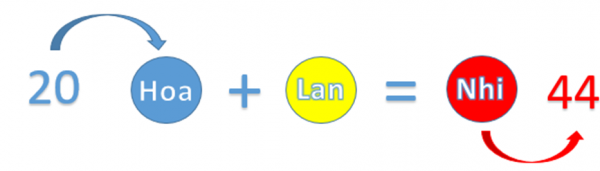 20 Hoa + Lan = Nhi 44